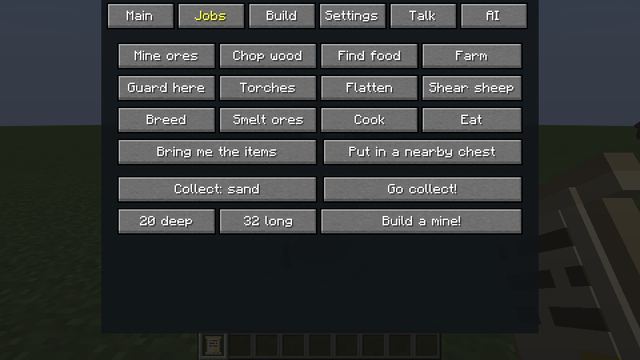 Main Jobs Build Settings Talk AI
Mine ores Chop wood Find food Farm
Guard here Torches Flatten Shear sheep
Breed Smelt ores Cook Eat
Bring me the items Put in a nearby chest
Collect: sand Go collect!
20 deep 32 long Build a mine!